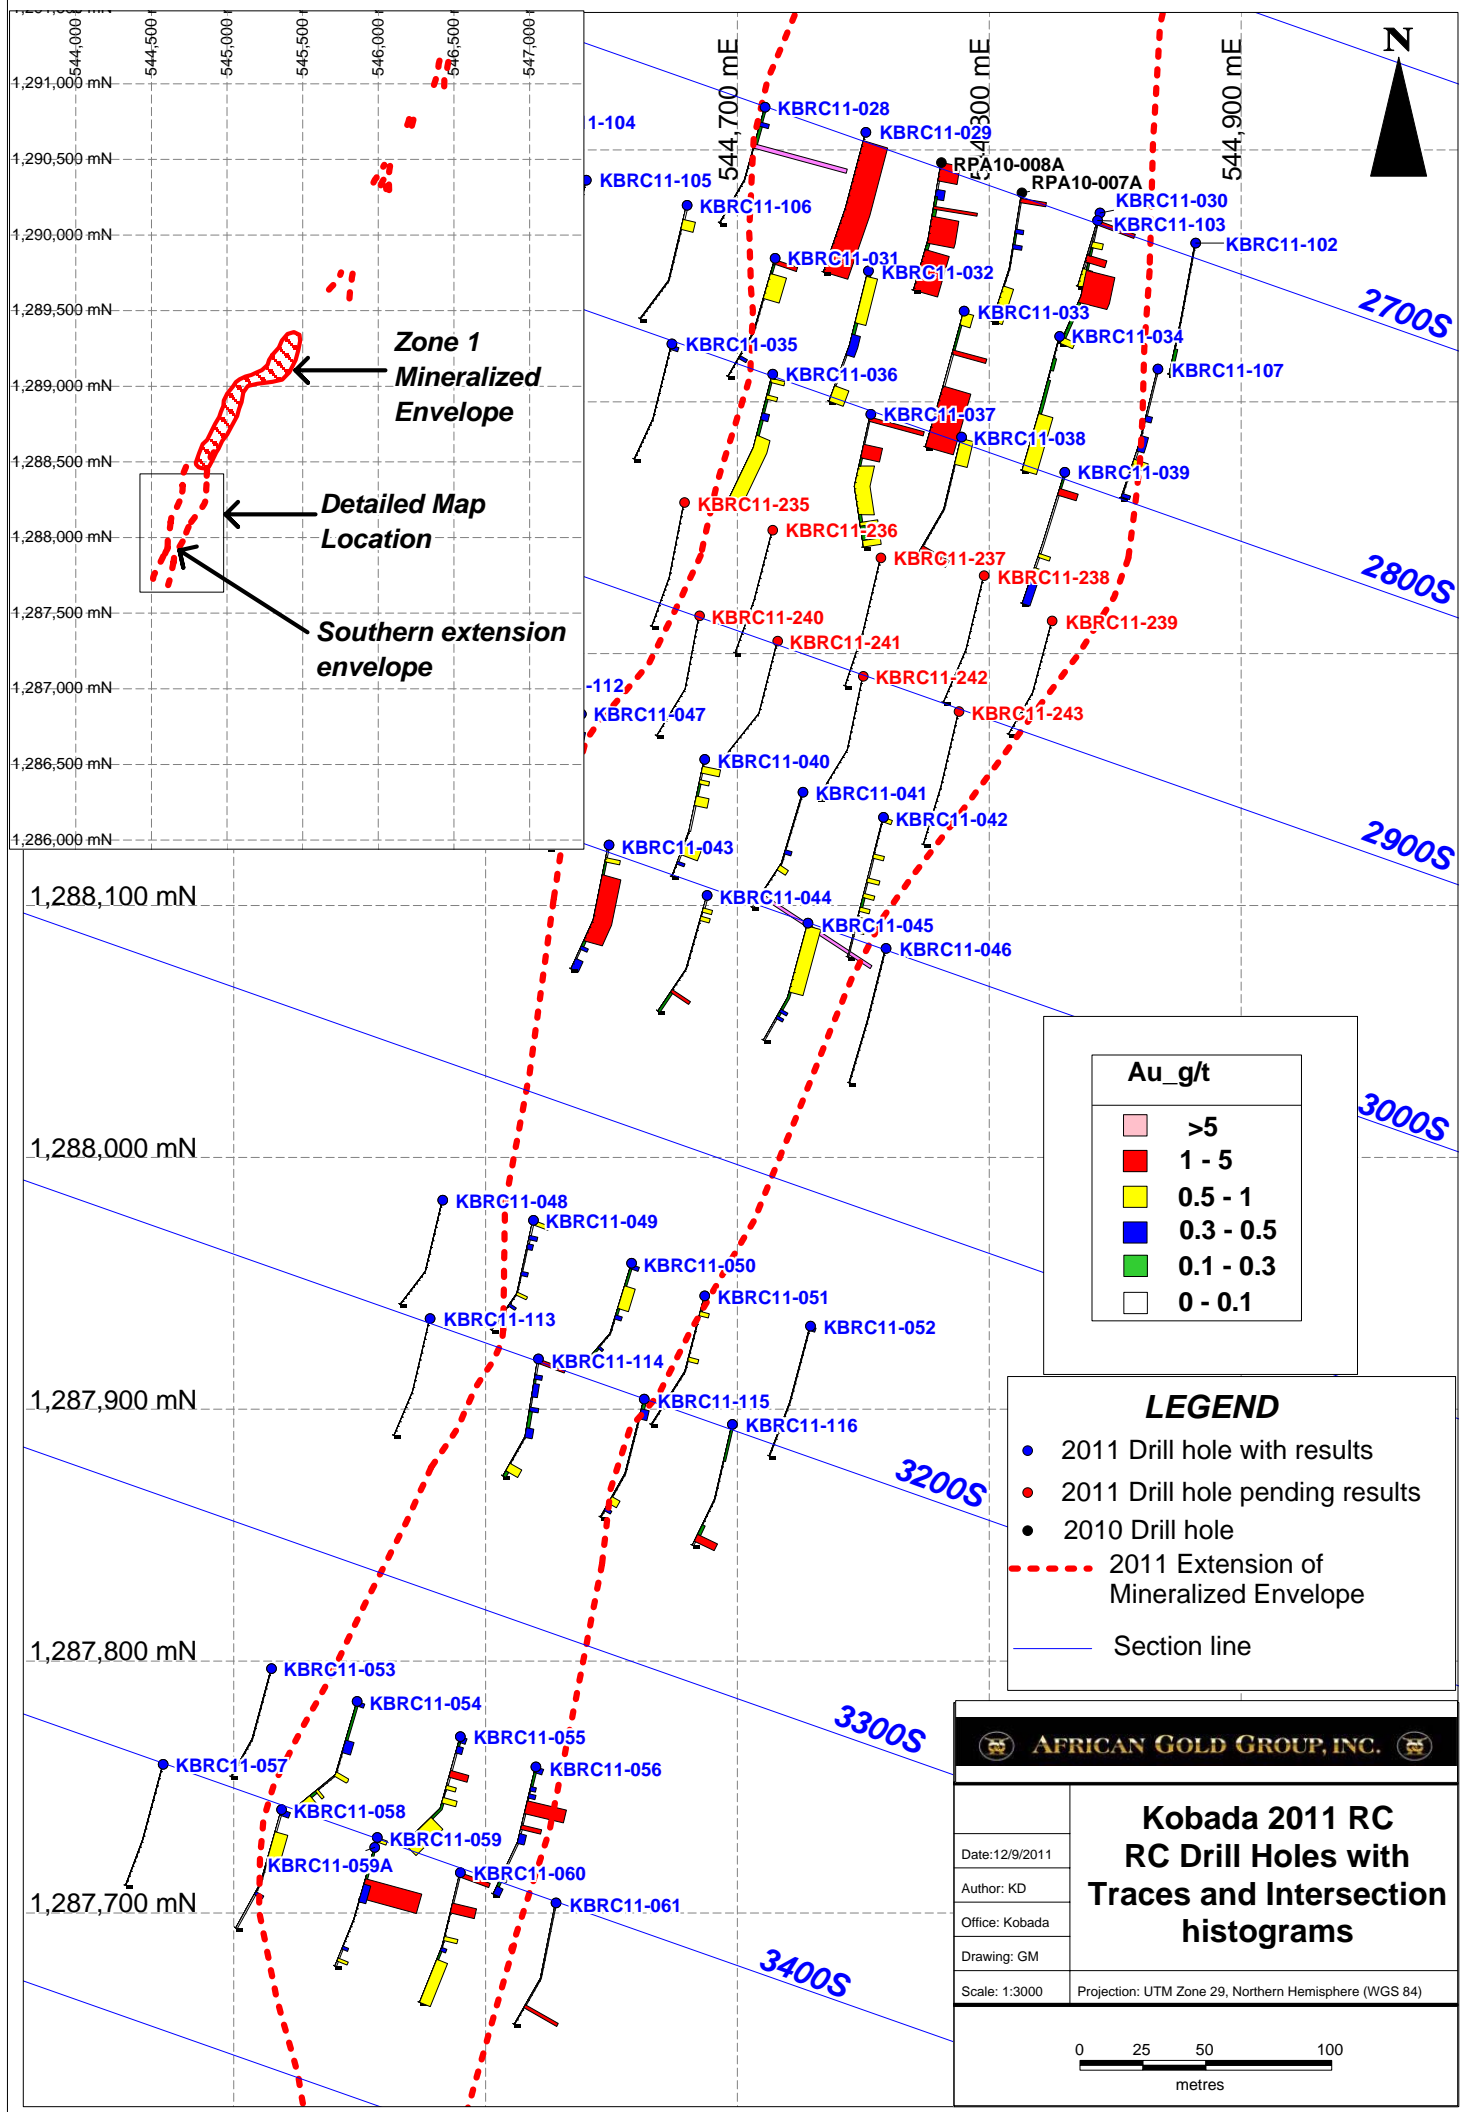 544,000 mE
544,500 mE
545,000 mE
545,500 mE
546,000 mE
546,500 mE
547,000 mE
1,291,000 mN
1,290,500 mN
1,290,000 mN
1,289,500 mN
1,289,000 mN
1,288,500 mN
1,288,000 mN
1,287,500 mN
1,287,000 mN
1,286,500 mN
1,286,000 mN
Zone 1
Mineralized
Envelope
Detailed Map
Location
Southern extension
envelope
544,700 mE
544,800 mE
544,900 mE
N
KBRC11-028
1-104
KBRC11-029
RPA10-008A
KBRC11-105
RPA10-007A
KBRC11-106
KBRC11-030
KBRC11-103
KBRC11-102
KBRC11-031
KBRC11-032
2700S
KBRC11-033
KBRC11-034
KBRC11-035
KBRC11-107
KBRC11-036
KBRC11-037
KBRC11-038
KBRC11-039
KBRC11-235
KBRC11-236
KBRC11-237
KBRC11-238
2800S
KBRC11-240
KBRC11-239
KBRC11-241
KBRC11-242
-112
KBRC11-047
KBRC11-243
KBRC11-040
KBRC11-041
KBRC11-042
2900S
KBRC11-043
1,288,100 mN
KBRC11-044
KBRC11-045
KBRC11-046
3000S
Au_g/t
>5
1 - 5
0.5 - 1
0.3 - 0.5
0.1 - 0.3
0 - 0.1
1,288,000 mN
KBRC11-048
KBRC11-049
KBRC11-050
KBRC11-051
KBRC11-113
KBRC11-052
KBRC11-114
1,287,900 mN
KBRC11-115
KBRC11-116
3200S
LEGEND
2011 Drill hole with results
2011 Drill hole pending results
2010 Drill hole
2011 Extension of
Mineralized Envelope
Section line
1,287,800 mN
KBRC11-053
KBRC11-054
KBRC11-055
3300S
KBRC11-057
KBRC11-056
KBRC11-058
KBRC11-059
KBRC11-059A
KBRC11-060
1,287,700 mN
KBRC11-061
3400S
AFRICAN GOLD GROUP, INC.
Kobada 2011 RC
RC Drill Holes with
Traces and Intersection
histograms
Date:12/9/2011
Author: KD
Office: Kobada
Drawing: GM
Scale: 1:3000
Projection: UTM Zone 29, Northern Hemisphere (WGS 84)
0 25 50 100
metres